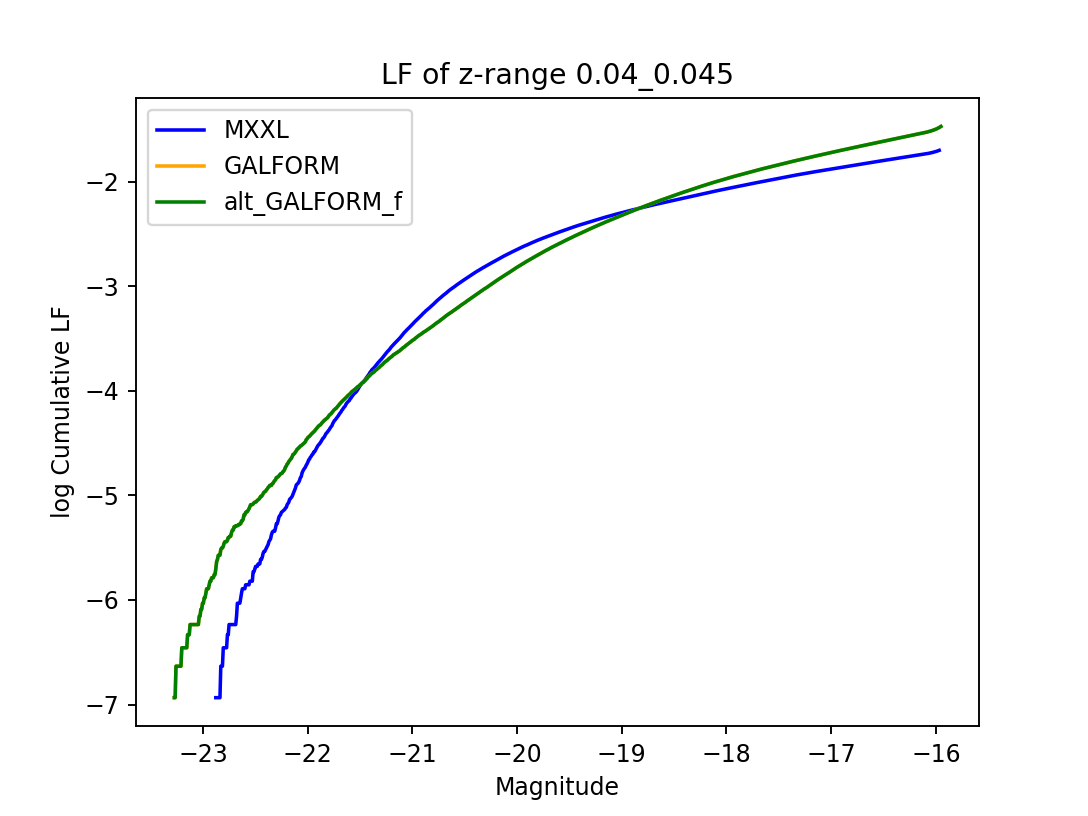 LF of z-range 0.04_0.045
MXXL
GALFORM
alt_GALFORM_f
log Cumulative LF
−2
−3
−4
−5
−6
−7
−23
−22
−21
−20
−19
−18
−17
−16
Magnitude